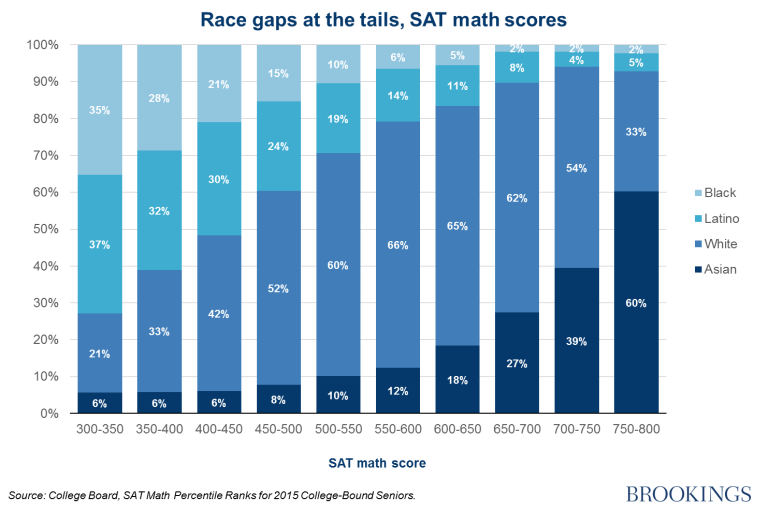 Race gaps at the tails, SAT math scores
100%
90%
80%
70%
60%
50%
40%
30%
20%
10%
0%
35% 28% 21% 15% 10% 6% 5% 2% 2% 2%
37% 32% 30% 24% 19% 14% 11% 8% 4% 5%
21% 33% 42% 52% 60% 66% 65% 62% 54% 33%
6% 6% 6% 8% 10% 12% 18% 27% 39% 60%
300-350 350-400 400-450 450-500 500-550 550-600 600-650 650-700 700-750 750-800
SAT math score
Black
Latino
White
Asian
Source: College Board, SAT Math Percentile Ranks for 2015 College-Bound Seniors.
BROOKINGS